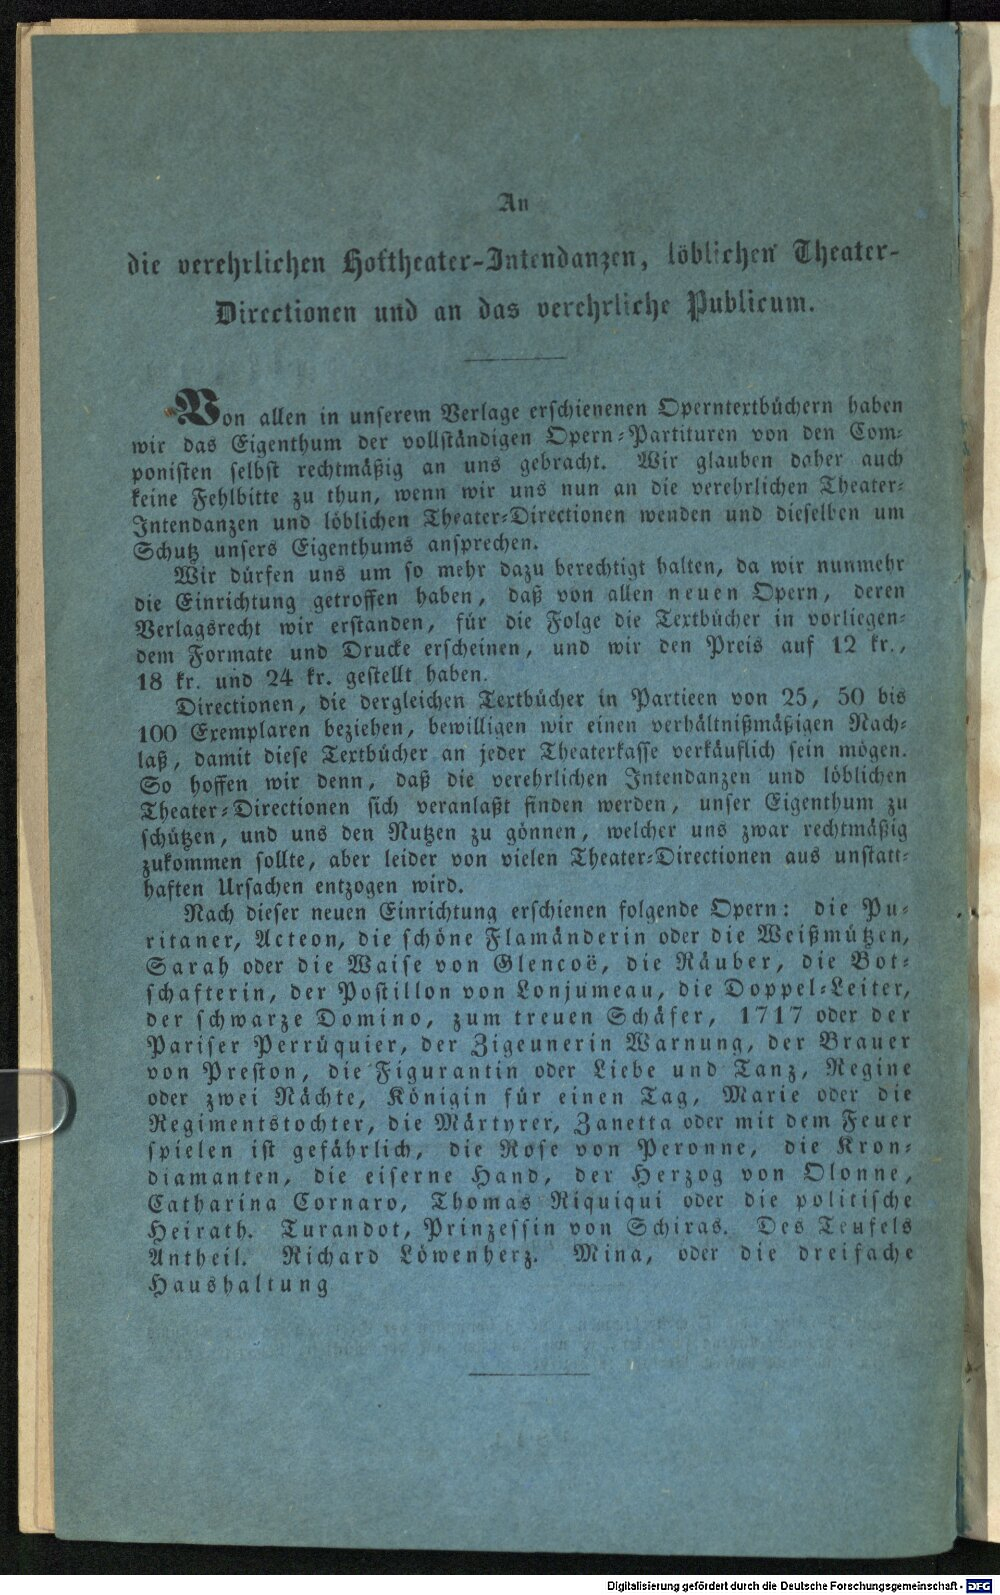 An
die verehrlichen Hoftheater-Intendanzen, löblichen Theater-
Directionen und an das verehrliche Publicum.
Von allen in unserem Verlage erschienenen Operntextbüchern haben
wir das Eigenthum der vollständigen Opern-Partituren von den Com-
ponisten selbst rechtmäßig an uns gebracht. Wir glauben daher auch
keine Fehlbitte zu thun, wenn wir uns nun an die verehrlichen Theater-
Intendanzen und löblichen Theater-Directionen wenden und dieselben um
Schutz unsers Eigenthums ansprechen.
Wir dürfen uns um so mehr dazu berechtigt halten, da wir nunmehr
die Einrichtung getroffen haben, daß von allen neuen Opern, deren
Verlagsrecht wir erstanden, für die Folge die Textbücher in vorliegen-
dem Formate und Drucke erscheinen, und wir den Preis auf 12 kr.,
18 kr. und 24 kr. gestellt haben.
Directionen, die dergleichen Textbücher in Partieen von 25, 50 bis
100 Exemplaren beziehen, bewilligen wir einen verhältnißmäßigen Nach-
laß, damit diese Textbücher an jeder Theaterkasse verkäuflich sein mögen.
So hoffen wir denn, daß die verehrlichen Intendanzen und löblichen
Theater-Directionen sich veranlaßt finden werden, unser Eigenthum zu
schützen, und uns den Nutzen zu gönnen, welcher uns zwar rechtmäßig
zukommen sollte, aber leider von vielen Theater-Directionen aus unstatt-
haften Ursachen entzogen wird.
Nach dieser neuen Einrichtung erschienen folgende Opern: die Pu-
ritaner, Acteon, die schöne Flamänderin oder die Weißmützen,
Sarah oder die Waise von Glencoë, die Räuber, die Bot-
schafterin, der Postillon von Lonjumeau, die Doppel-Leiter,
der schwarze Domino, zum treuen Schäfer, 1717 oder der
Pariser Perrüquier, der Zigeunerin Warnung, der Brauer
von Preston, die Figurantin oder Liebe und Tanz, Regine
oder zwei Nächte, Königin für einen Tag, Marie oder die
Regimentstochter, die Märtyrer, Zanetta oder mit dem Feuer
spielen ist gefährlich, die Rose von Peronne, die Kron-
diamanten, die eiserne Hand, der Herzog von Olonne,
Catharina Cornaro, Thomas Riquiqui oder die politische
Heirath. Turandot, Prinzessin von Schiras. Des Teufels
Antheil. Richard Löwenherz. Mina, oder die dreifache
Haushaltung
Digitalisierung gefördert durch die Deutsche Forschungsgemeinschaft - DFG